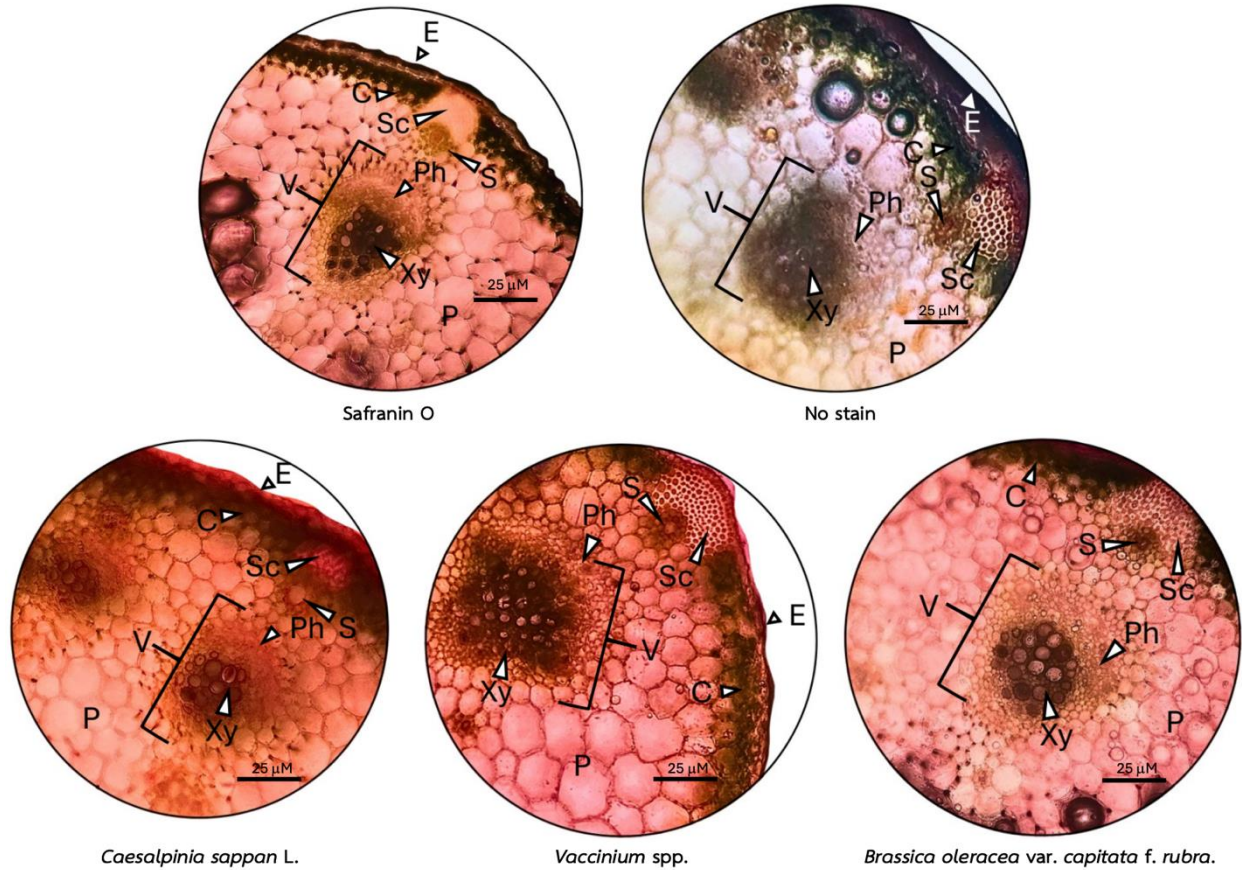 E
C
Sc
S
V
Ph
Xy
25 µM
P
Safranin O
E
C
S
V
Ph
Sc
Xy
25 µM
P
No stain
E
C
Sc
Ph
S
V
P
Xy
25 µM
Caesalpinia sappan L.
S
Ph
Sc
E
V
C
Xy
P
25 µM
Vaccinium spp.
C
S
Sc
V
Ph
P
Xy
25 µM
Brassica oleracea var. capitata f. rubra.